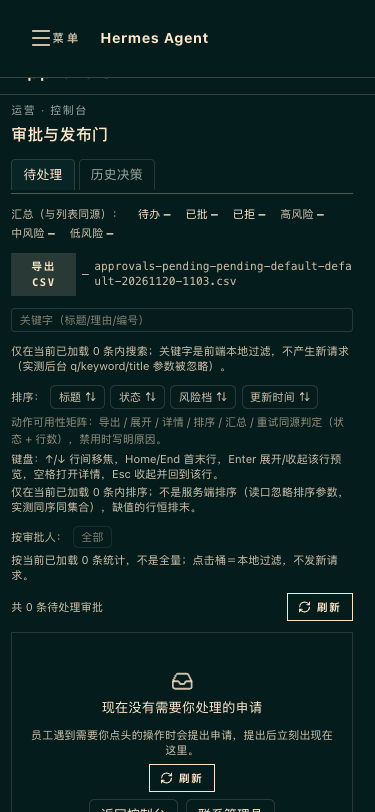 菜单
Hermes Agent
运营 · 控制台
审批与发布门
待处理
历史决策
汇总（与列表同源）： 待办 — 已批 — 已拒 — 高风险 —
中风险 — 低风险 —
导出
CSV
— approvals-pending-pending-default-defa
ult-20261120-1103.csv
关键字（标题/理由/编号）
仅在当前已加载 0 条内搜索；关键字是前端本地过滤，不产生新请求
（实测后台 q/keyword/title 参数被忽略）。
排序： 标题 ⇅ 状态 ⇅ 风险档 ⇅ 更新时间 ⇅
动作可用性矩阵：导出 / 展开 / 详情 / 排序 / 汇总 / 重试同源判定（状
态 + 行数），禁用时写明原因。
键盘：↑/↓ 行间移焦，Home/End 首末行，Enter 展开/收起该行预
览，空格打开详情，Esc 收起并回到该行。
仅在当前已加载 0 条内排序；不是服务端排序（读口忽略排序参数，
实测同序同集合），缺值的行恒排末。
按审批人： 全部
按当前已加载 0 条统计，不是全量；点击桶＝本地过滤，不发新请
求。
共 0 条待处理审批
刷新
现在没有需要你处理的申请
员工遇到需要你点头的操作时会提出申请，提出后立刻出现在
这里。
刷新
返回控制台
联系管理员